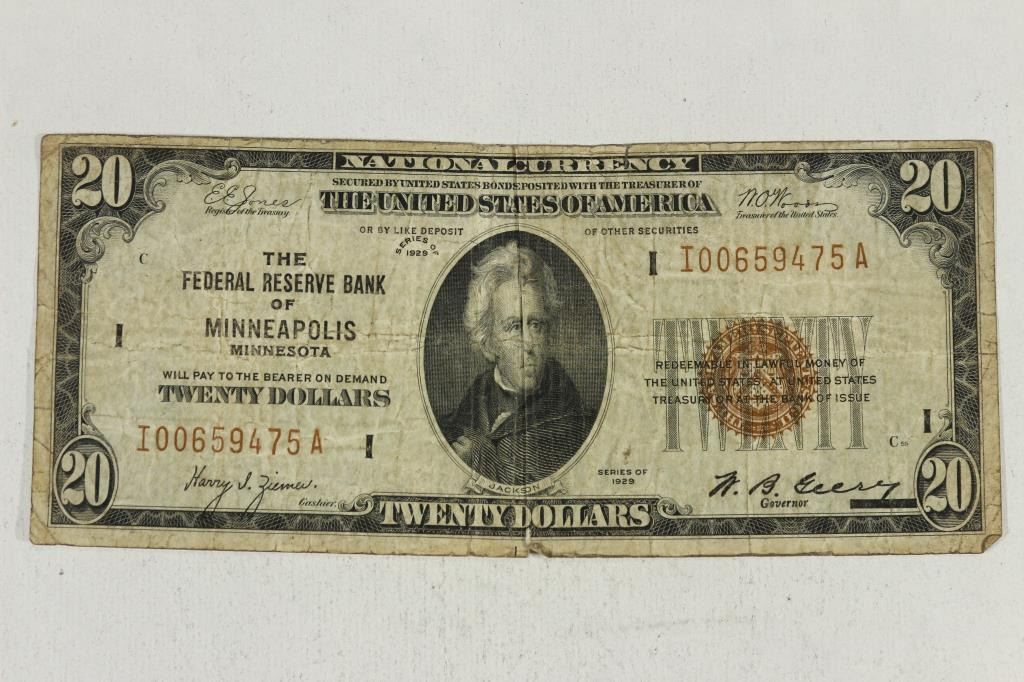 20
NATIONAL CURRENCY
20
SECURED BY UNITED STATES BONDS DEPOSITED WITH THE TREASURER OF
THE UNITED STATES OF AMERICA
OR BY LIKE DEPOSIT OF OTHER SECURITIES
E.E. Jones
Register of the Treasury.
W.O. Woods
Treasurer of the United States.
SERIES OF
1929
C
THE
FEDERAL RESERVE BANK
OF
MINNEAPOLIS
MINNESOTA
I
WILL PAY TO THE BEARER ON DEMAND
TWENTY DOLLARS
I00659475A
I
Harry I. Ziemer.
Cashier.
I
I00659475A
TWENTY
REDEEMABLE IN LAWFUL MONEY OF
THE UNITED STATES AT UNITED STATES
TREASURY OR AT THE BANK OF ISSUE
I
C
SERIES OF
1929
JACKSON
W. B. Geery
Governor
20
TWENTY DOLLARS
20